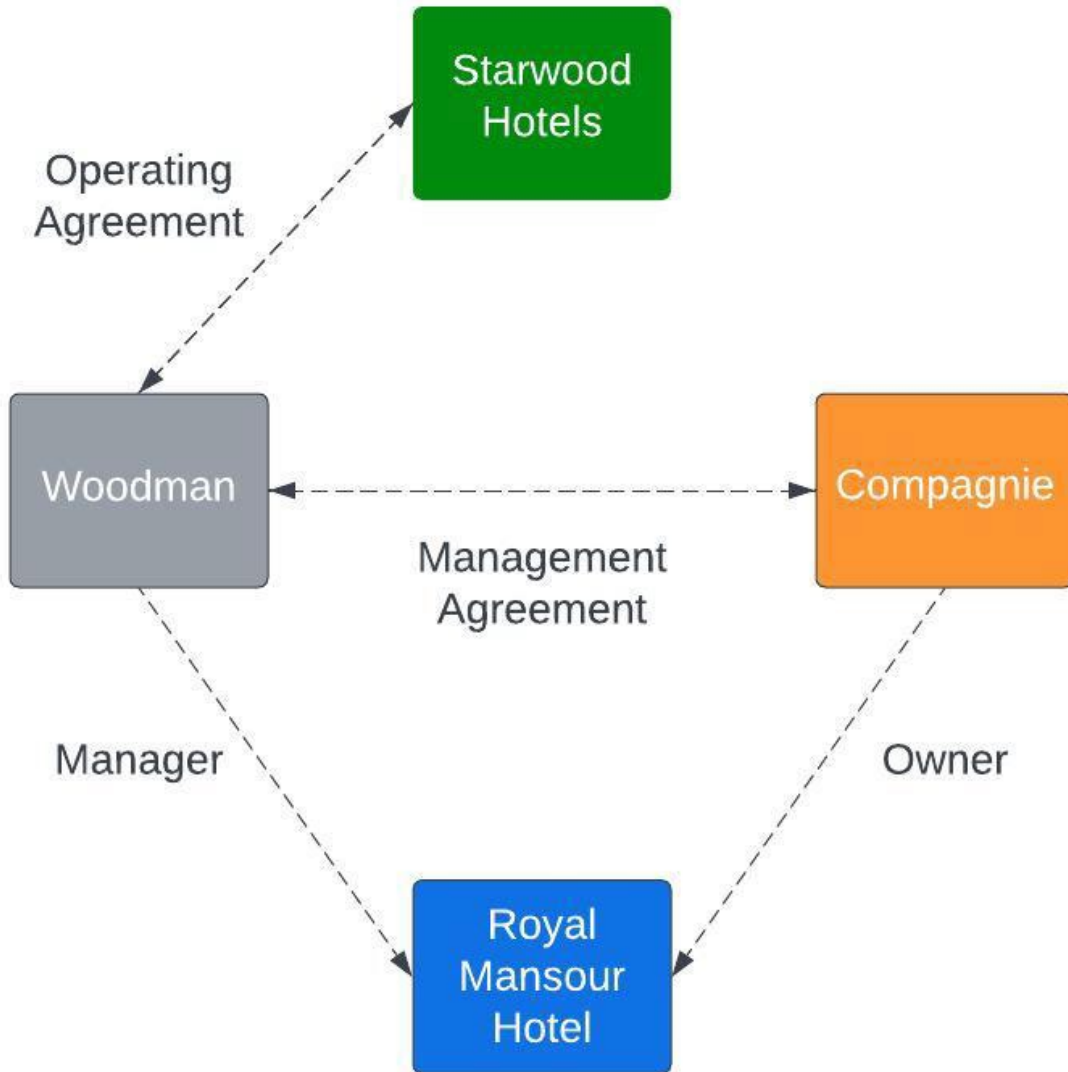 Starwood
Hotels
Operating
Agreement
Woodman
Compagnie
Management
Agreement
Manager
Owner
Royal
Mansour
Hotel